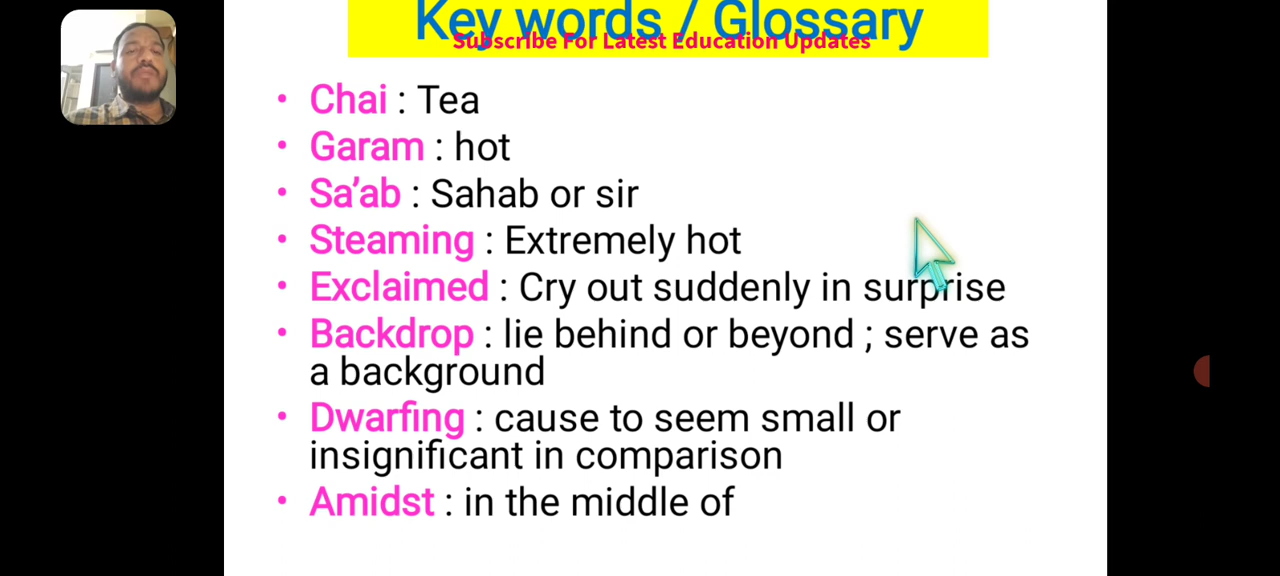 Key words / Glossary
Subscribe For Latest Education Updates
• Chai : Tea
• Garam : hot
• Sa’ab : Sahab or sir
• Steaming : Extremely hot
• Exclaimed : Cry out suddenly in surprise
• Backdrop : lie behind or beyond ; serve as
a background
• Dwarfing : cause to seem small or
insignificant in comparison
• Amidst : in the middle of